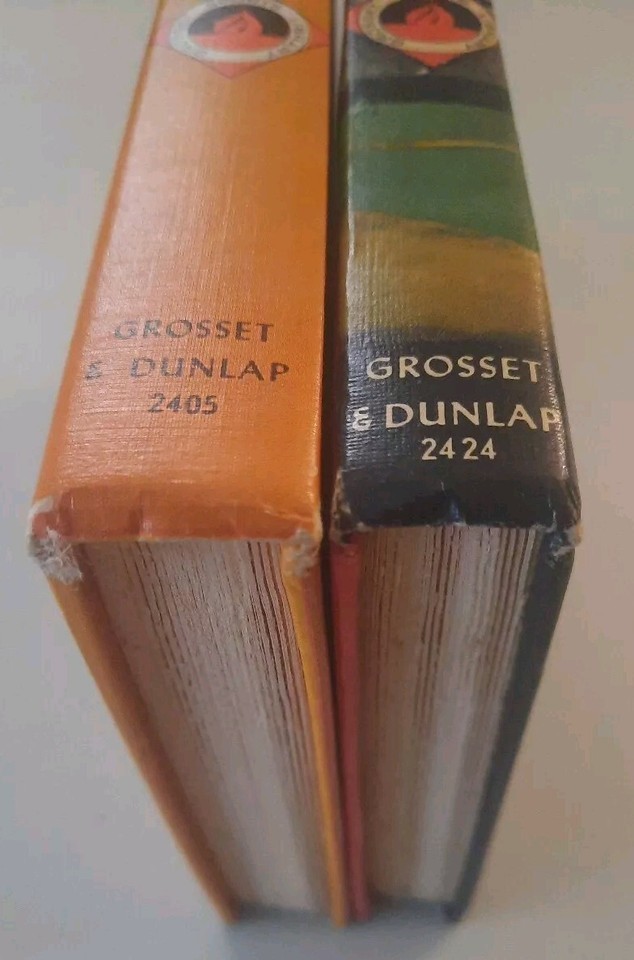 GROSSET
& DUNLAP
2405
GROSSET
& DUNLAP
2424